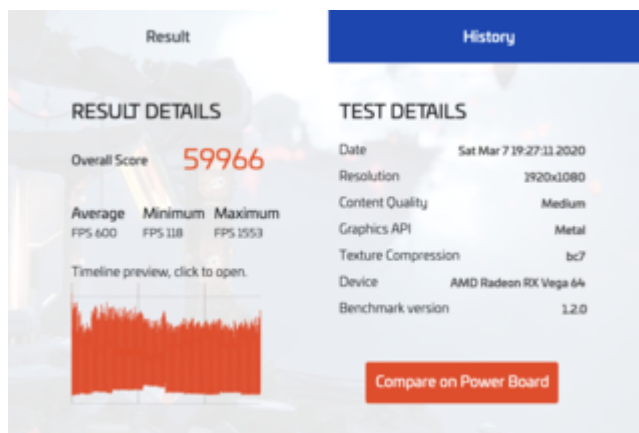 Result
History
RESULT DETAILS
Overall Score 59966
Average Minimum Maximum
FPS 600 FPS 118 FPS 1553
Timeline preview, click to open.
TEST DETAILS
Date Sat Mar 7 19:27:11 2020
Resolution 1920x1080
Content Quality Medium
Graphics API Metal
Texture Compression bc7
Device AMD Radeon RX Vega 64
Benchmark version 1.2.0
Compare on Power Board